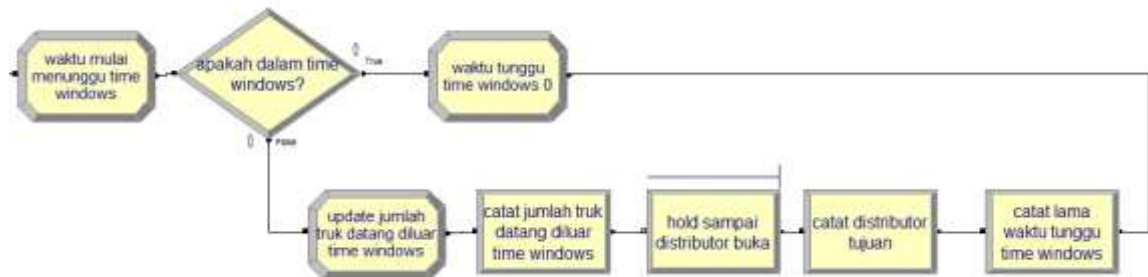 waktu mulai
menunggu time
windows
apakah dalam time
windows?
0
True
waktu tunggu
time windows 0
0
False
update jumlah
truk datang diluar
time windows
catat jumlah truk
datang diluar
time windows
hold sampai
distributor buka
catat distributor
tujuan
catat lama
waktu tunggu
time windows